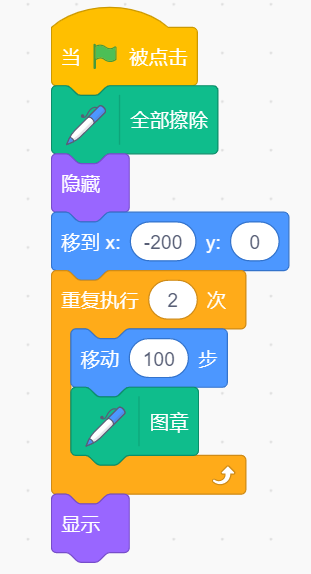 当 被点击
全部擦除
隐藏
移到 x: -200 y: 0
重复执行 2 次
移动 100 步
图章
显示